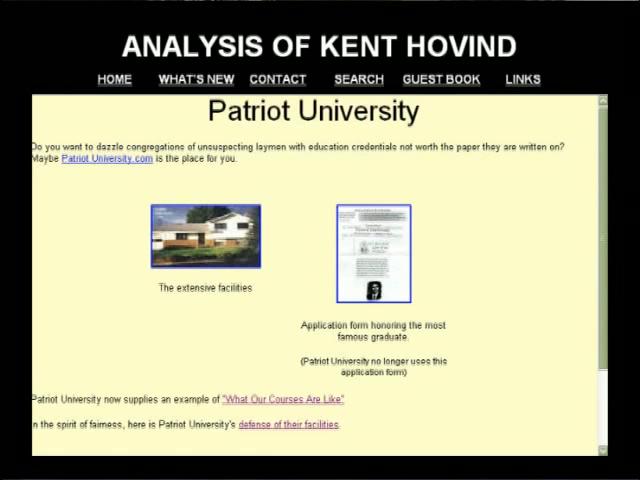 ANALYSIS OF KENT HOVIND
HOME WHAT'S NEW CONTACT SEARCH GUEST BOOK LINKS
Patriot University
Do you want to dazzle congregations of unsuspecting laymen with education credentials not worth the paper they are written on?
Maybe Patriot University.com is the place for you.
The extensive facilities
Application form honoring the most
famous graduate.
(Patriot University no longer uses this
application form)
Patriot University now supplies an example of "What Our Courses Are Like"
In the spirit of fairness, here is Patriot University's defense of their facilities.